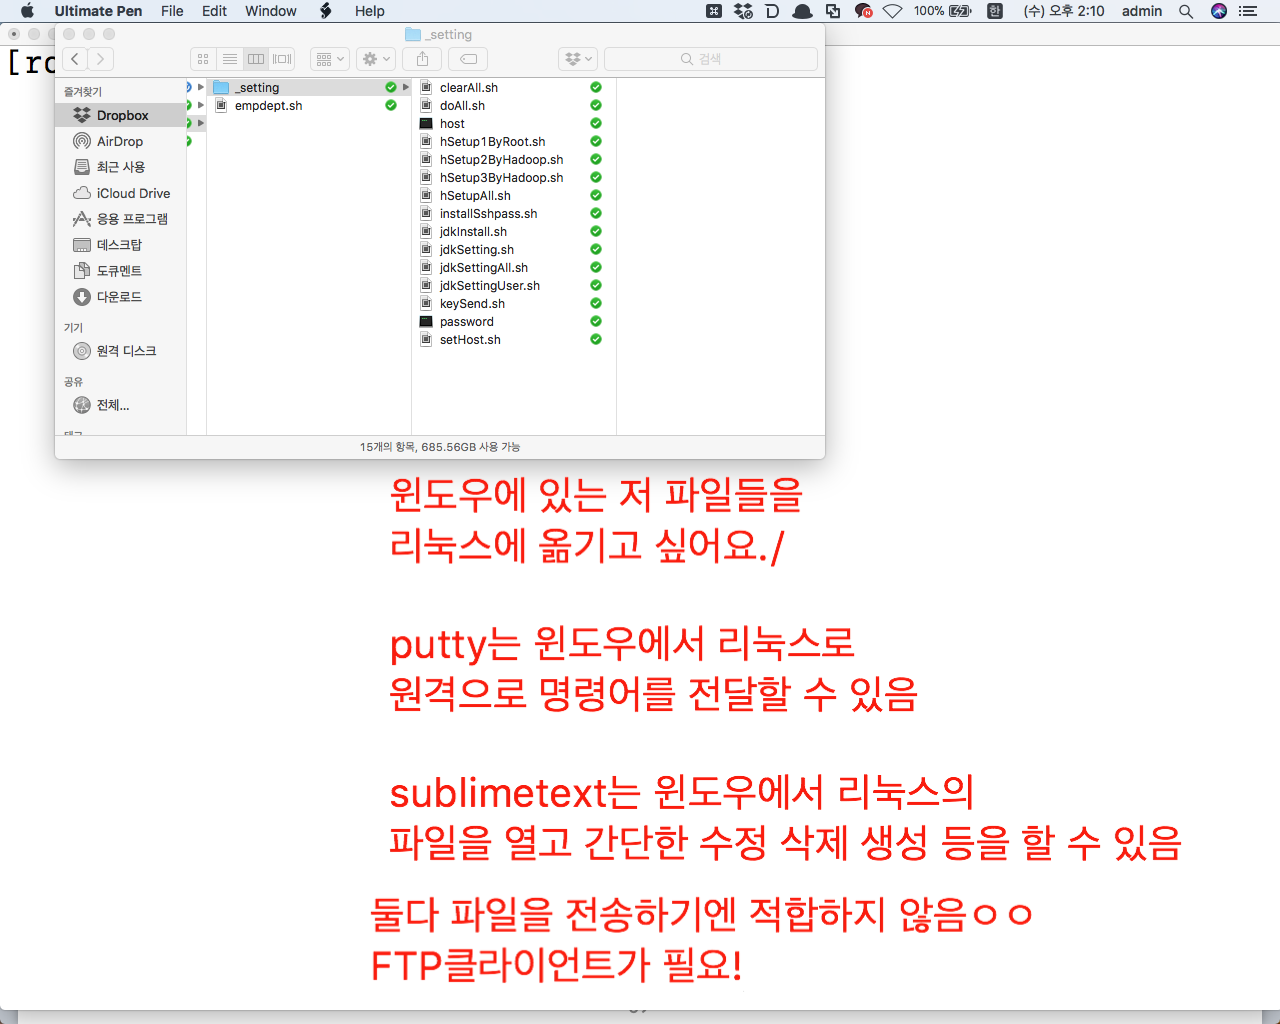 Ultimate Pen File Edit Window Help 100% 한 (수) 오후 2:10 admin
_setting
검색
즐겨찾기
Dropbox
AirDrop
최근 사용
iCloud Drive
응용 프로그램
데스크탑
도큐멘트
다운로드
기기
원격 디스크
공유
전체...
_setting
empdept.sh
clearAll.sh
doAll.sh
host
hSetup1ByRoot.sh
hSetup2ByHadoop.sh
hSetup3ByHadoop.sh
hSetupAll.sh
installSshpass.sh
jdkInstall.sh
jdkSetting.sh
jdkSettingAll.sh
jdkSettingUser.sh
keySend.sh
password
setHost.sh
15개의 항목, 685.56GB 사용 가능
윈도우에 있는 저 파일들을
리눅스에 옮기고 싶어요./
putty는 윈도우에서 리눅스로
원격으로 명령어를 전달할 수 있음
sublimetext는 윈도우에서 리눅스의
파일을 열고 간단한 수정 삭제 생성 등을 할 수 있음
둘다 파일을 전송하기엔 적합하지 않음ㅇㅇ
FTP클라이언트가 필요!